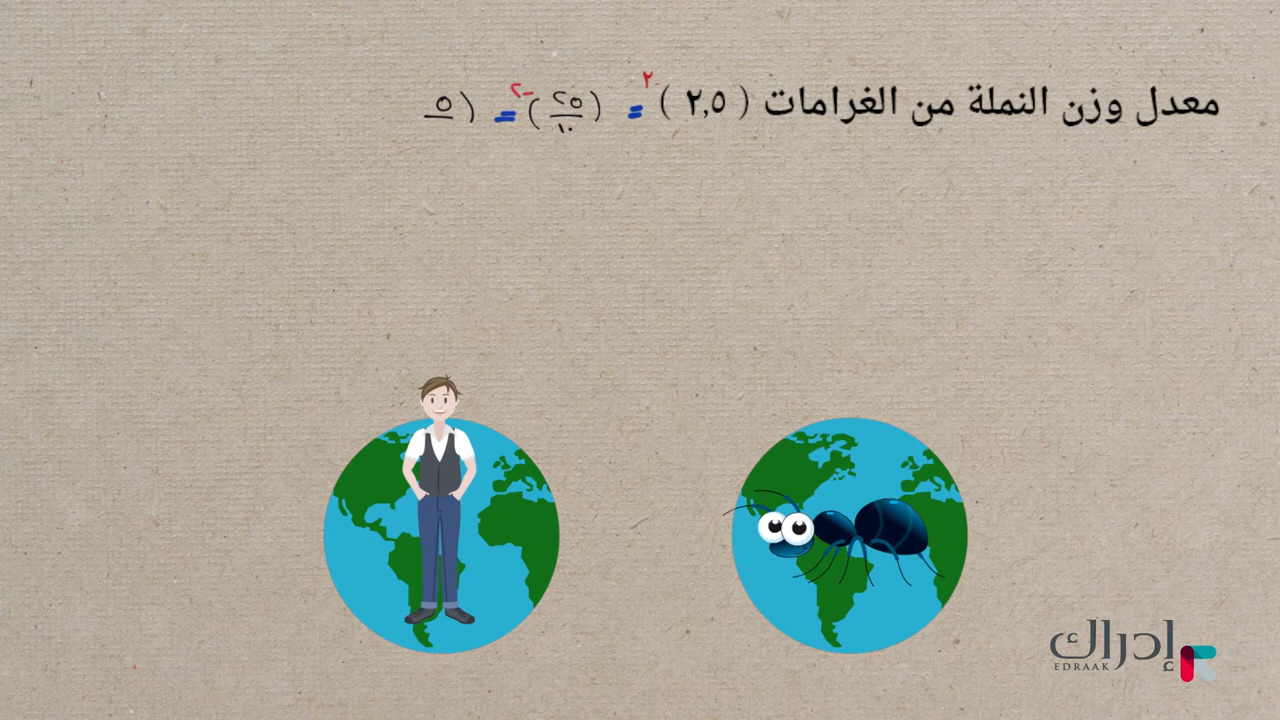 معدل وزن النملة من الغرامات ( ٢,٥ )^٢- = (٢٥/١٠)^٢- = (٥
إدراك
EDRAAK